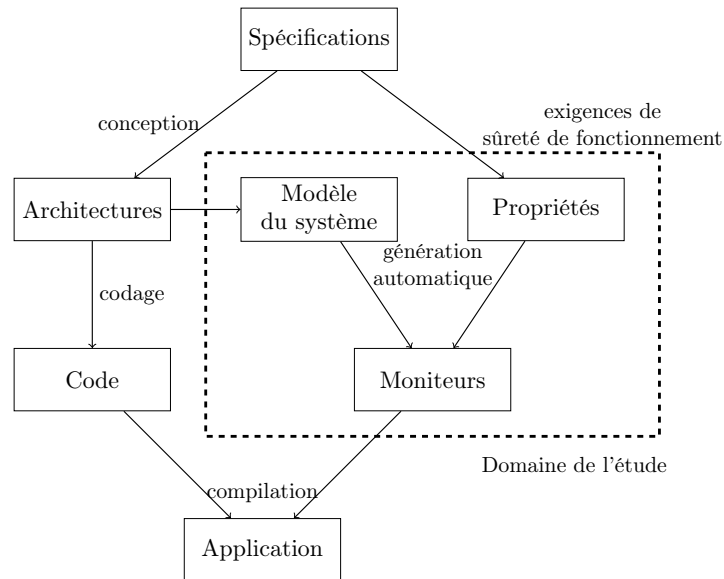 Spécifications
conception
exigences de
sûreté de fonctionnement
Architectures
Modèle
du système
Propriétés
génération
automatique
codage
Code
Moniteurs
Domaine de l'étude
compilation
Application